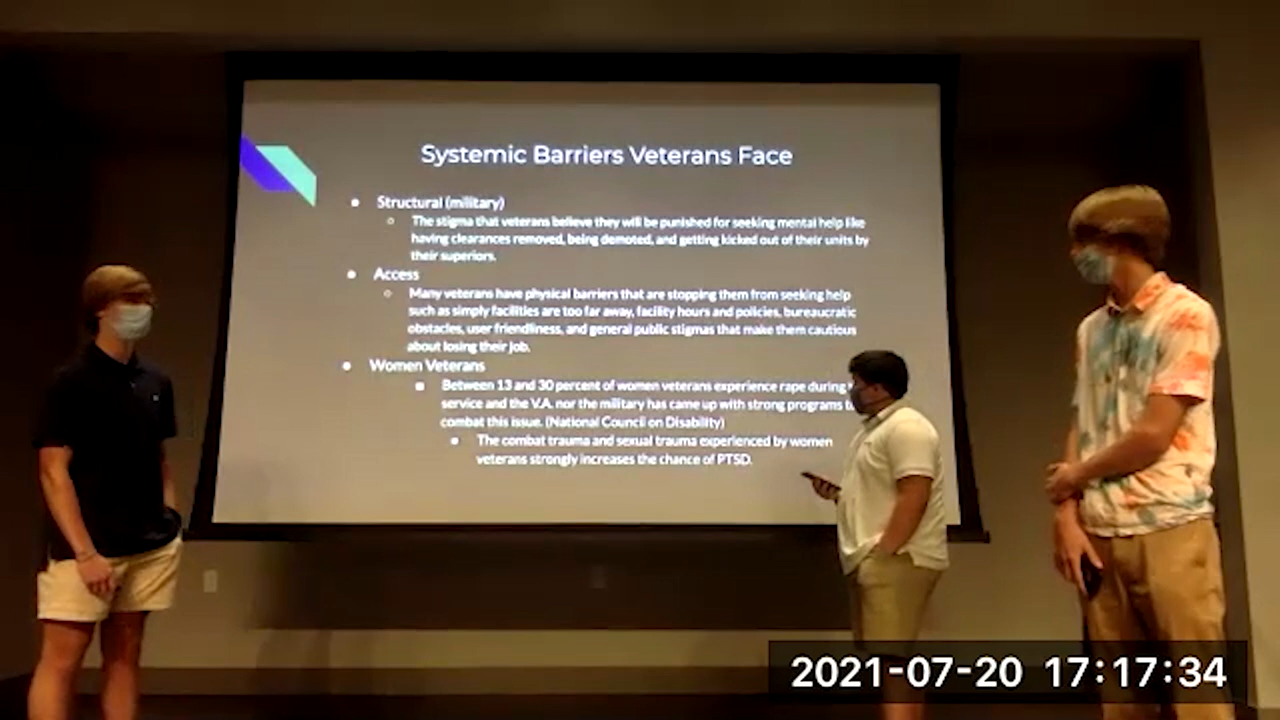 Systemic Barriers Veterans Face
Structural (military)
The stigma that veterans believe they will be punished for seeking mental help like
having clearances removed, being demoted, and getting kicked out of their units by
their superiors.
Access
Many veterans have physical barriers that are stopping them from seeking help
such as simply facilities are too far away, facility hours and policies, bureaucratic
obstacles, user friendliness, and general public stigmas that make them cautious
about losing their job.
Women Veterans
Between 13 and 30 percent of women veterans experience rape during
service and the V.A. nor the military has came up with strong programs
combat this issue. (National Council on Disability)
The combat trauma and sexual trauma experienced by women
veterans strongly increases the chance of PTSD.
2021-07-20 17:17:34